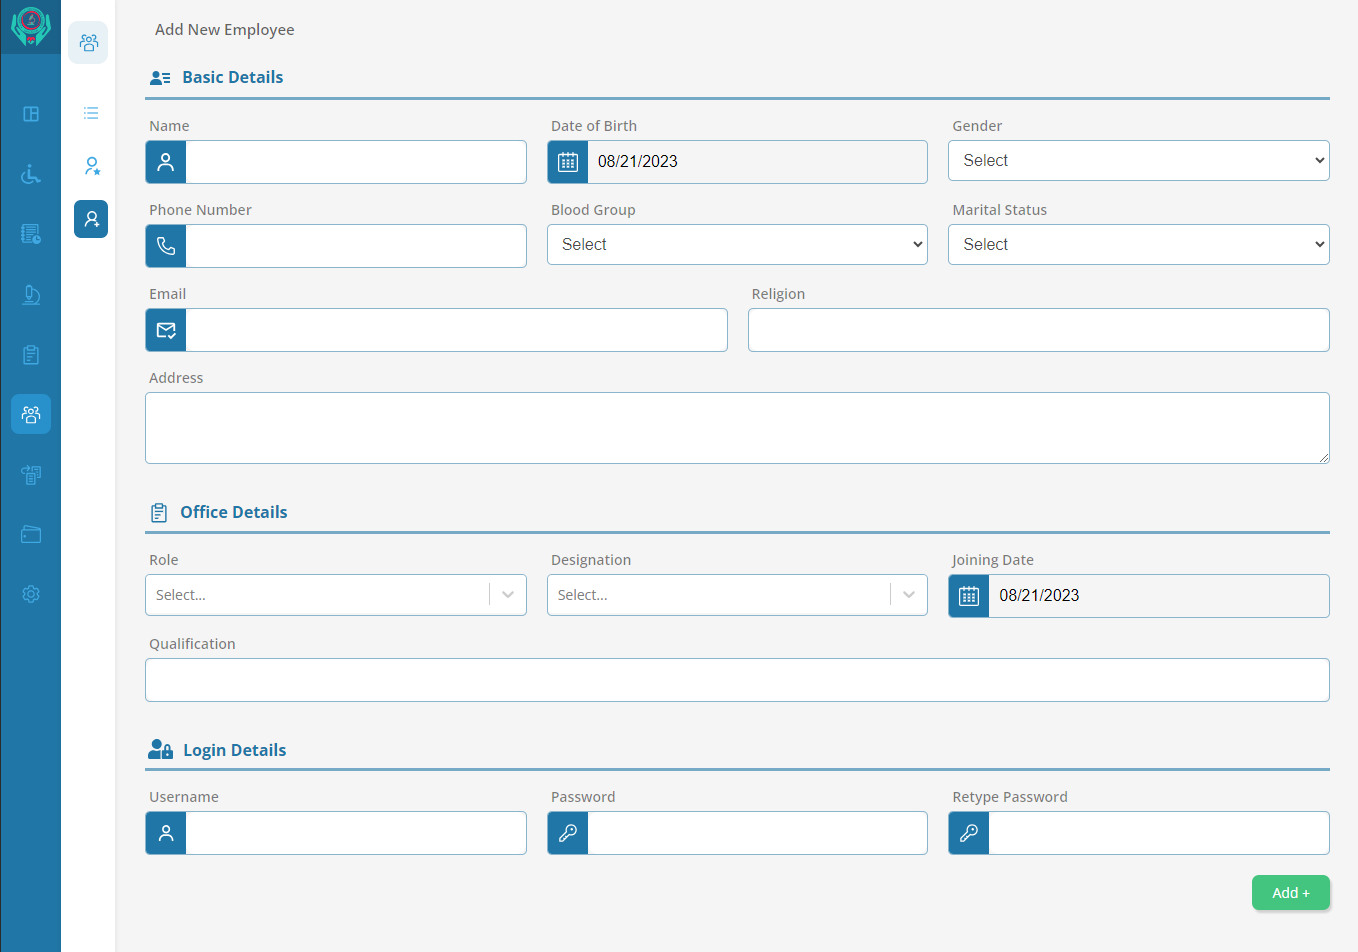 Add New Employee
Basic Details
Name Date of Birth Gender
08/21/2023 Select
Phone Number Blood Group Marital Status
Select Select
Email Religion
Address
Office Details
Role Designation Joining Date
Select... Select... 08/21/2023
Qualification
Login Details
Username Password Retype Password
Add +